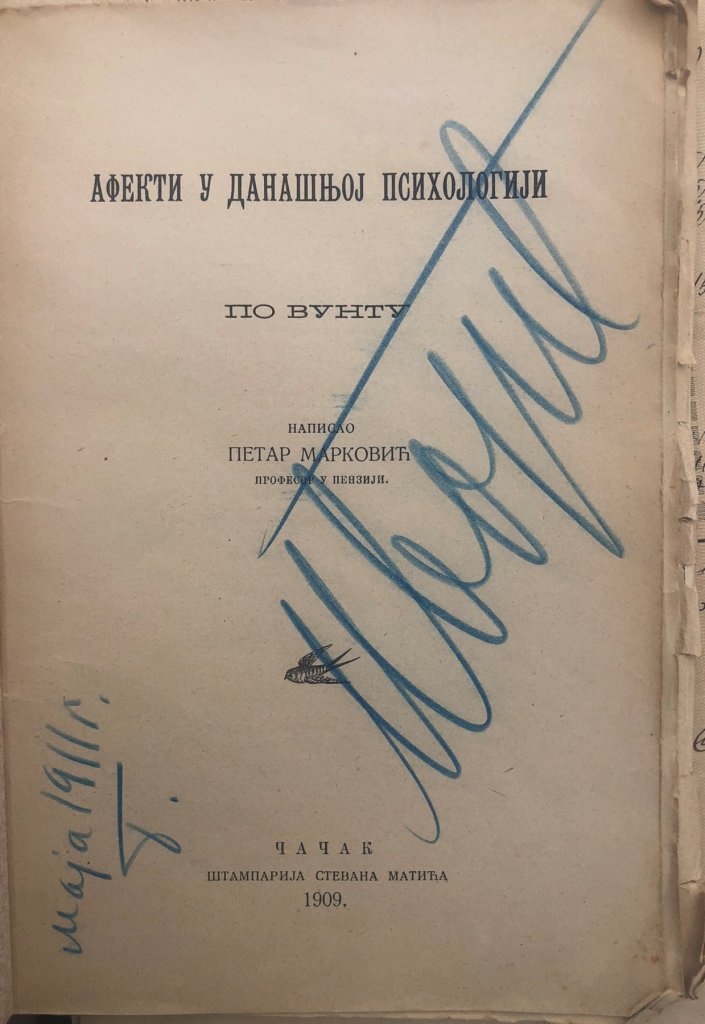 АФЕКТИ У ДАНАШЊОЈ ПСИХОЛОГИЈИ
ПО ВУНТУ
НАПИСАО
ПЕТАР МАРКОВИЋ
ПРОФЕСОР У ПЕНЗИЈИ.
ЧАЧАК
ШТАМПАРИЈА СТЕВАНА МАТИЋА
1909.
маја 1911 г.